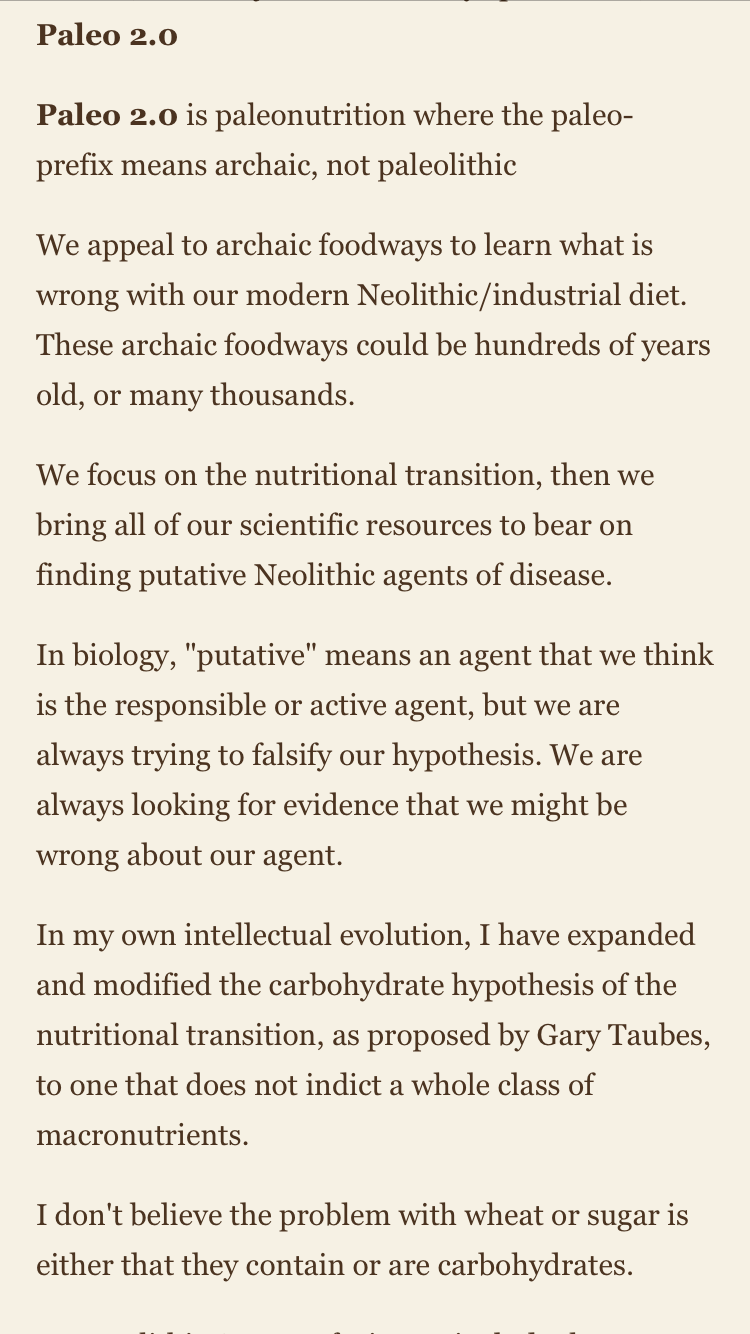 Paleo 2.0
Paleo 2.0 is paleonutrition where the paleo-
prefix means archaic, not paleolithic
We appeal to archaic foodways to learn what is
wrong with our modern Neolithic/industrial diet.
These archaic foodways could be hundreds of years
old, or many thousands.
We focus on the nutritional transition, then we
bring all of our scientific resources to bear on
finding putative Neolithic agents of disease.
In biology, "putative" means an agent that we think
is the responsible or active agent, but we are
always trying to falsify our hypothesis. We are
always looking for evidence that we might be
wrong about our agent.
In my own intellectual evolution, I have expanded
and modified the carbohydrate hypothesis of the
nutritional transition, as proposed by Gary Taubes,
to one that does not indict a whole class of
macronutrients.
I don't believe the problem with wheat or sugar is
either that they contain or are carbohydrates.